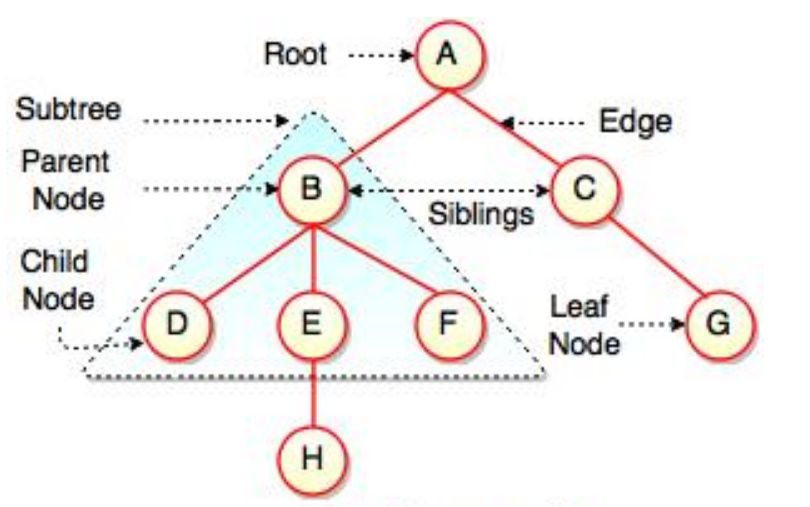 Root
A
Subtree
Edge
Parent
Node
B
C
Siblings
Child
Node
D
E
F
Leaf
Node
G
H